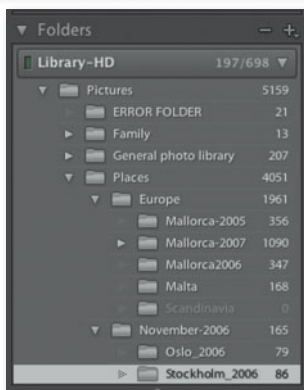 Folders
Library-HD 197/698
Pictures 5159
ERROR FOLDER 21
Family 13
General photo library 207
Places 4051
Europe 1961
Mallorca-2005 356
Mallorca-2007 1090
Mallorca2006 347
Malta 168
Scandinavia 0
November-2006 165
Oslo_2006 79
Stockholm_2006 86